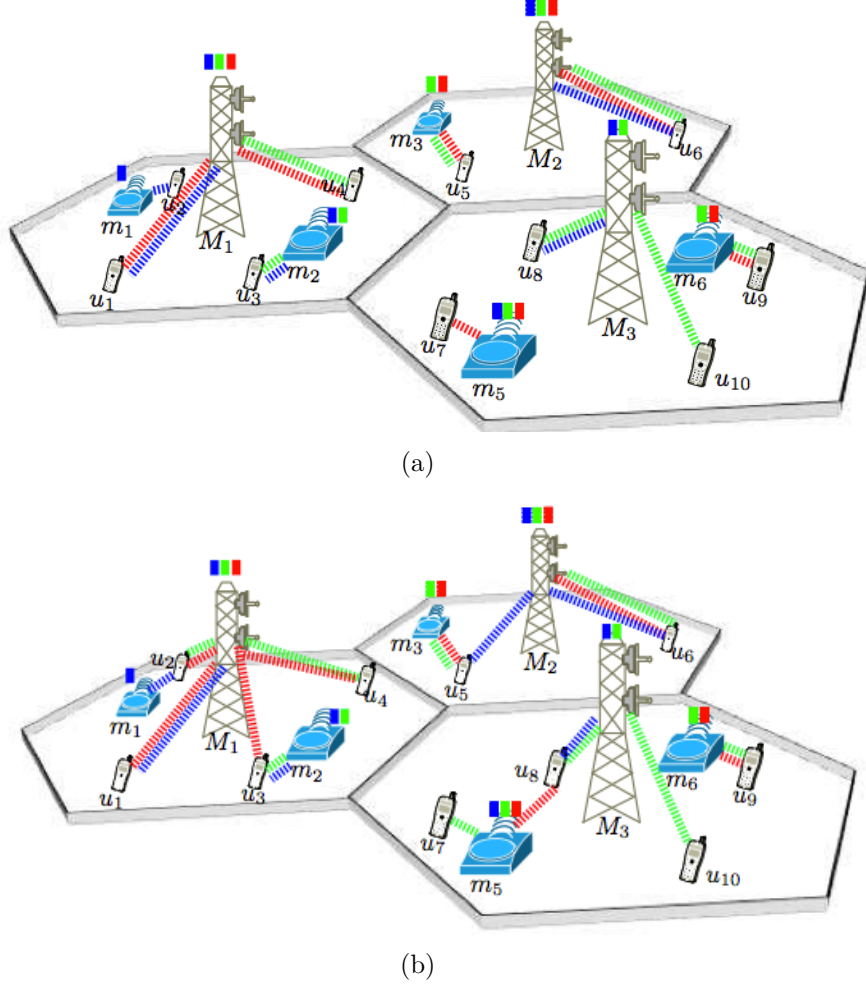 m₃
M₂
u₆
u₅
u₄
m₁
u₂
M₁
m₂
u₁
u₃
u₈
m₆
u₉
M₃
u₇
m₅
u₁₀
(a)
m₃
u₂
M₂
u₆
u₅
u₄
m₁
M₁
m₂
u₁
u₃
u₈
m₆
u₉
M₃
u₇
m₅
u₁₀
(b)